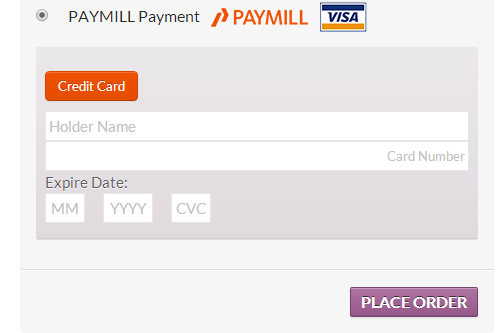 PAYMILL Payment PAYMILL VISA
Credit Card
Holder Name
Card Number
Expire Date:
MM YYYY CVC
PLACE ORDER